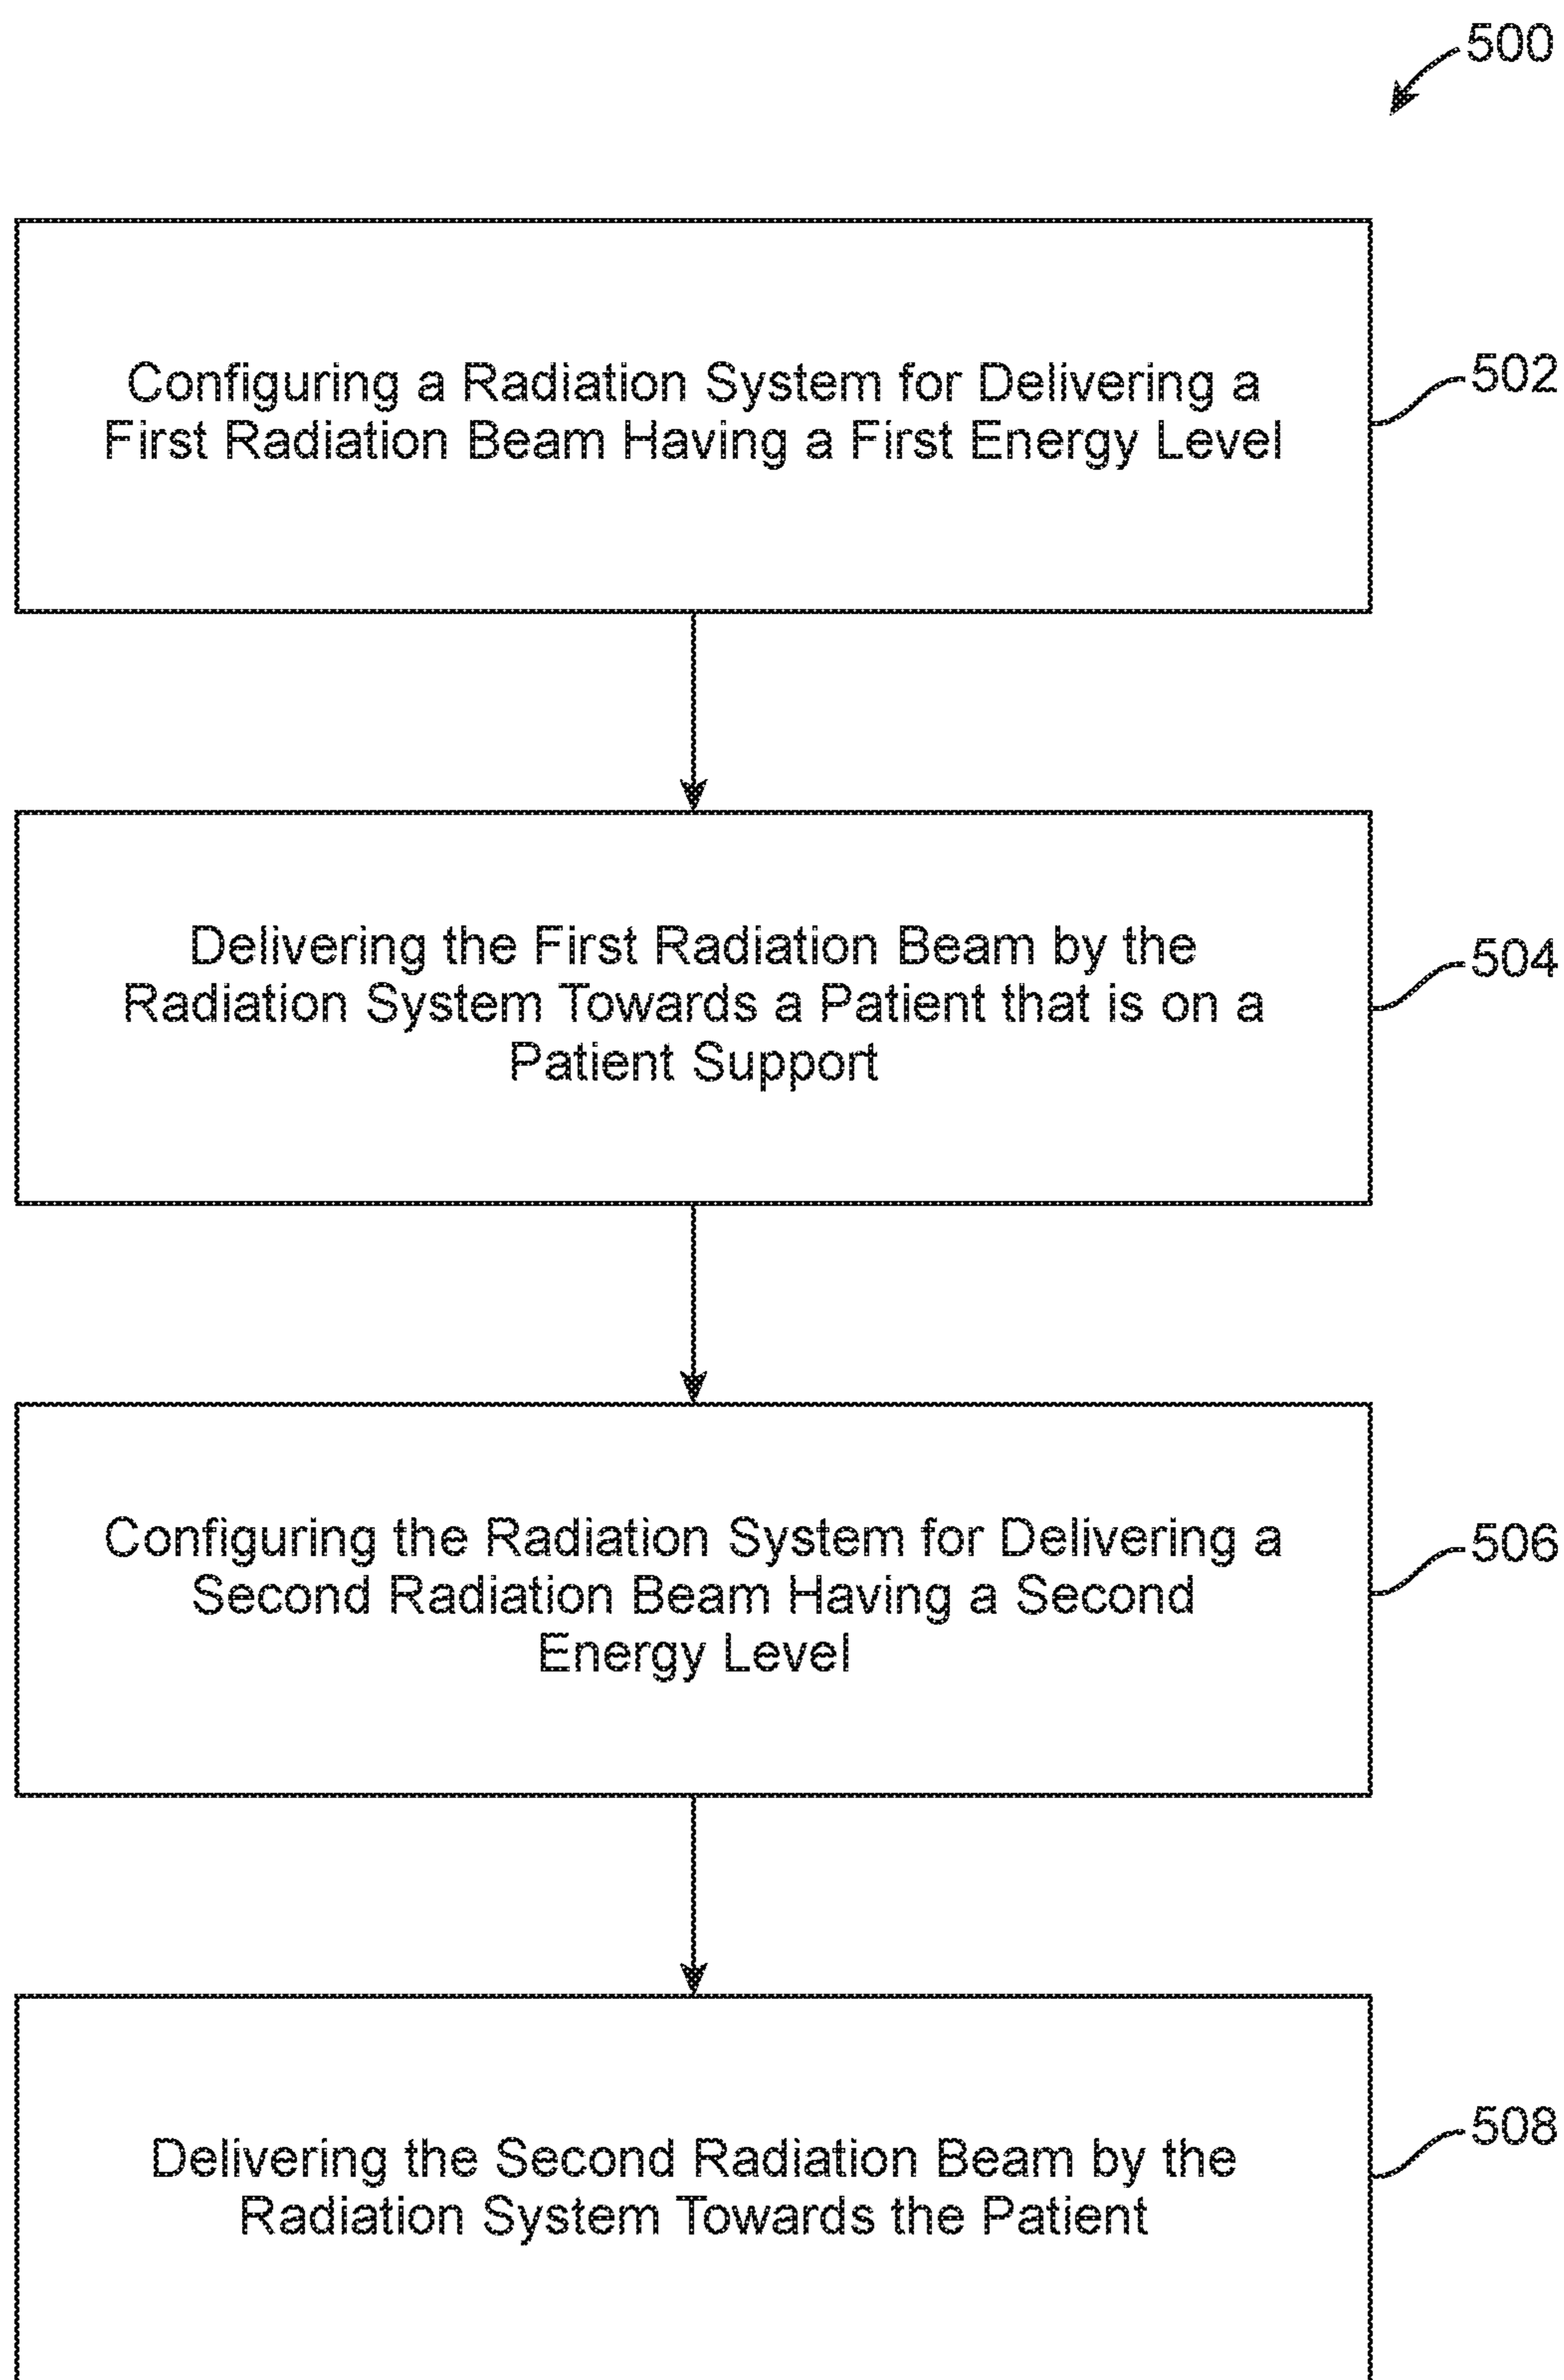 500
Configuring a Radiation System for Delivering a
First Radiation Beam Having a First Energy Level
502
Delivering the First Radiation Beam by the
Radiation System Towards a Patient that is on a
Patient Support
504
Configuring the Radiation System for Delivering a
Second Radiation Beam Having a Second
Energy Level
506
Delivering the Second Radiation Beam by the
Radiation System Towards the Patient
508